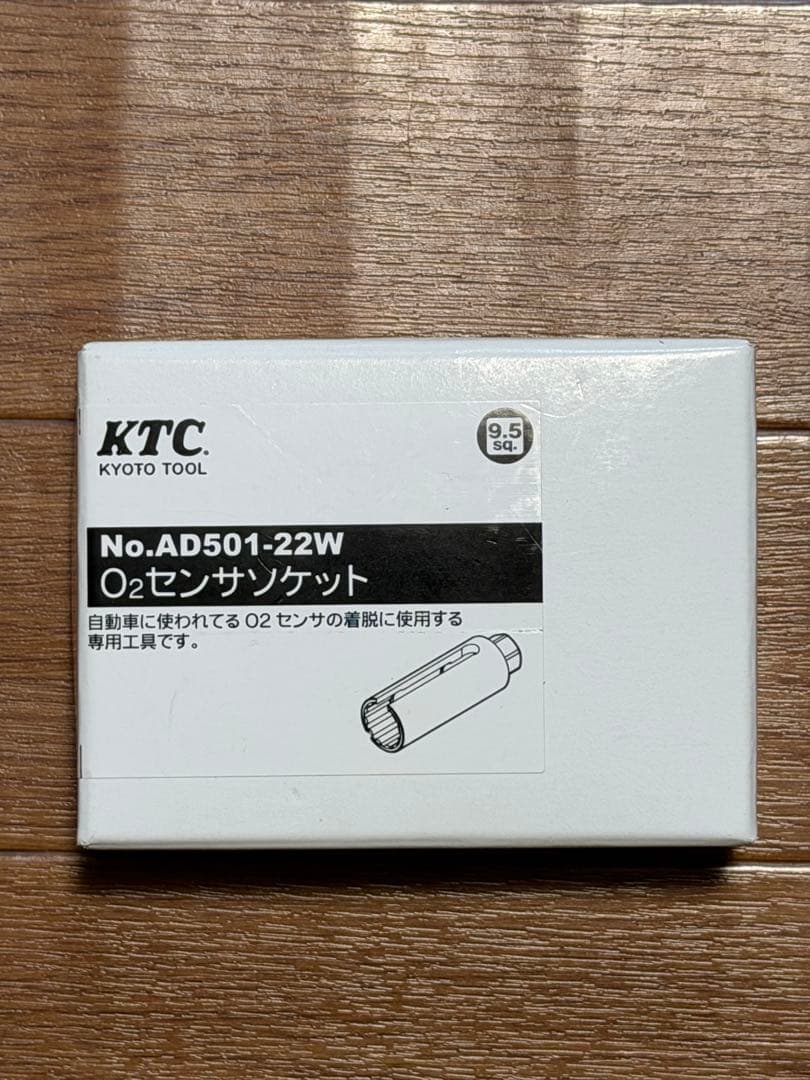 KTC.
KYOTO TOOL
9.5
sq.
No.AD501-22W
O₂センサソケット
自動車に使われてる O2 センサの着脱に使用する
専用工具です。